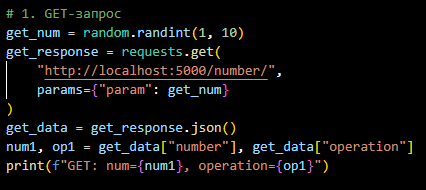 # 1. GET-запрос
get_num = random.randint(1, 10)
get_response = requests.get(
    "http://localhost:5000/number/",
    params={"param": get_num}
)
get_data = get_response.json()
num1, op1 = get_data["number"], get_data["operation"]
print(f"GET: num={num1}, operation={op1}")